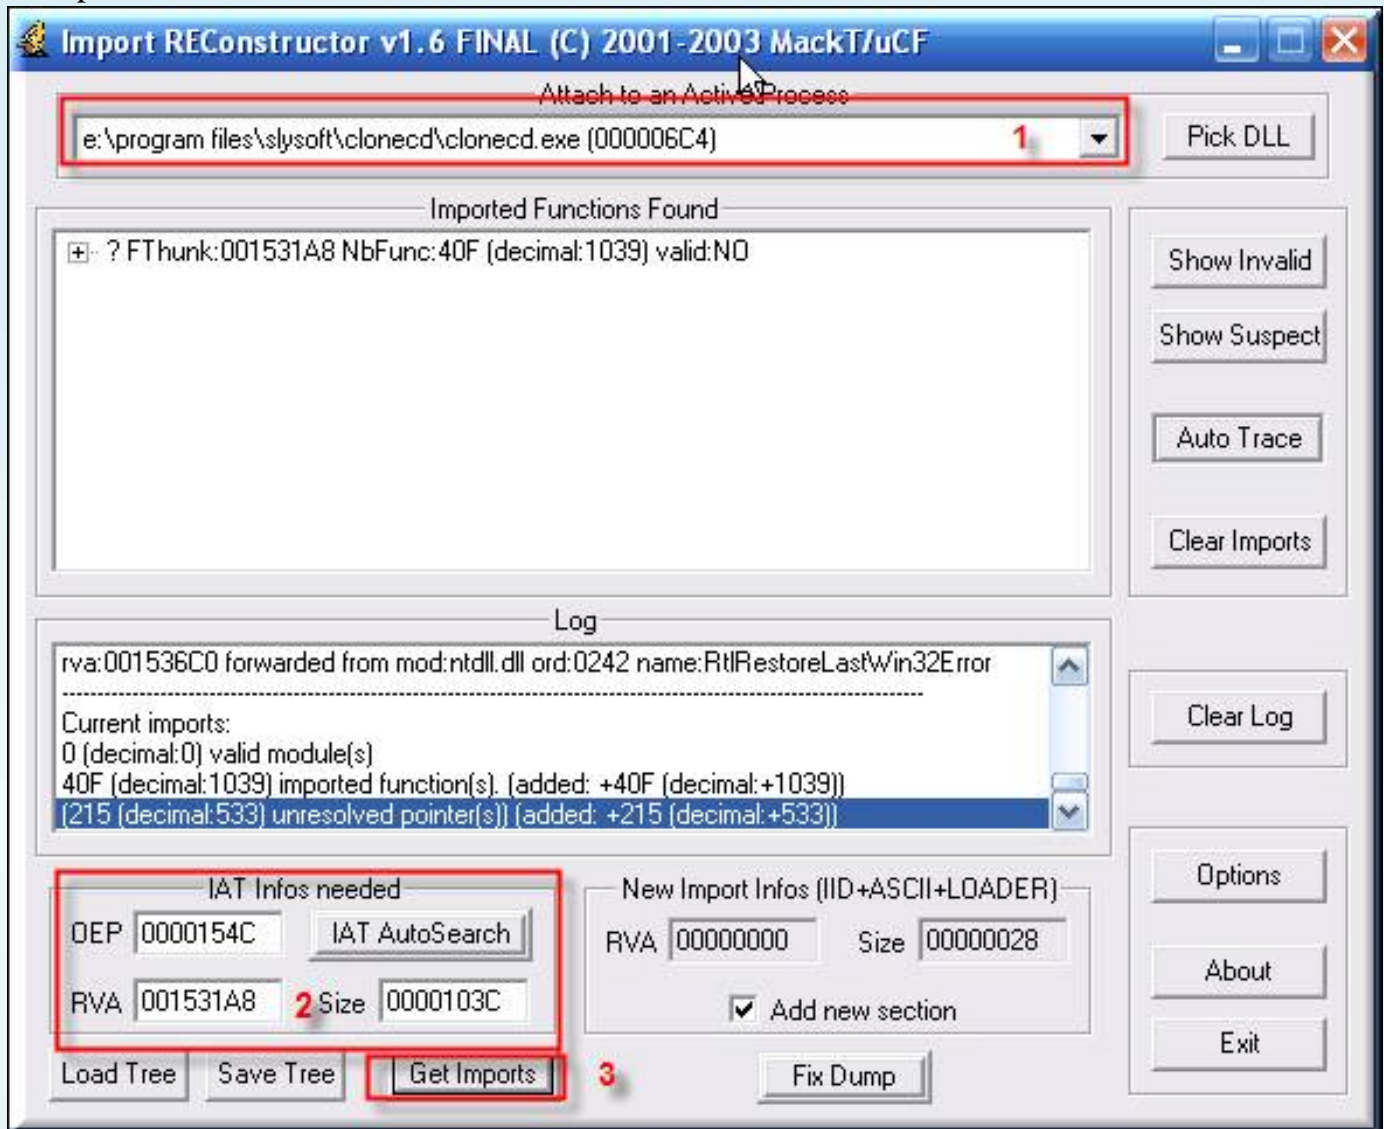 Import REConstructor v1.6 FINAL (C) 2001-2003 MackT/uCF
Attach to an Active Process
e:\program files\slysoft\clonecd\clonecd.exe (000006C4)
1
Pick DLL
Imported Functions Found
? FThunk:001531A8 NbFunc:40F (decimal:1039) valid:NO
Show Invalid
Show Suspect
Auto Trace
Clear Imports
Log
rva:001536C0 forwarded from mod:ntdll.dll ord:0242 name:RtlRestoreLastWin32Error
---------------------------------------------------------------------------------------------------------------------------
Current imports:
0 (decimal:0) valid module(s)
40F (decimal:1039) imported function(s). (added: +40F (decimal:+1039))
(215 (decimal:533) unresolved pointer(s)) (added: +215 (decimal:+533))
Clear Log
IAT Infos needed
OEP 0000154C IAT AutoSearch
RVA 001531A8 2 Size 0000103C
New Import Infos (IID+ASCII+LOADER)
RVA 00000000 Size 00000028
Add new section
Options
About
Exit
Load Tree Save Tree Get Imports 3 Fix Dump